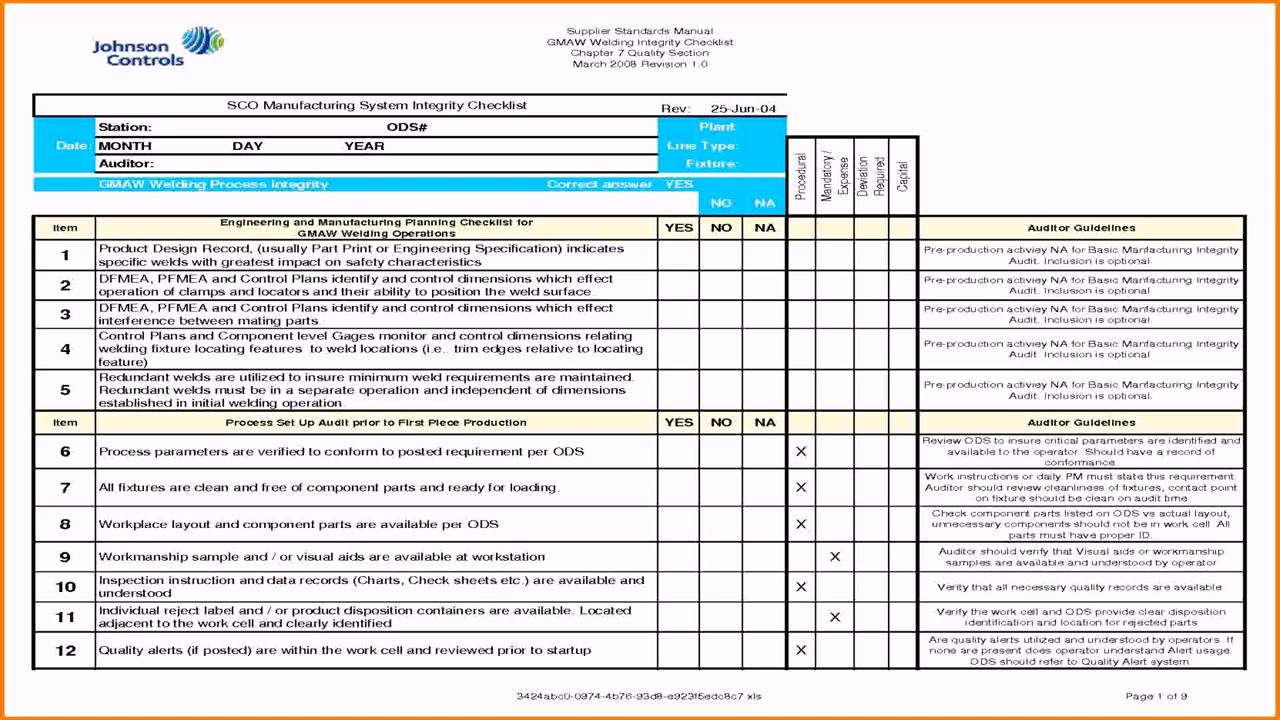 Johnson
Controls
Supplier Standards Manual
GMAW Welding Integrity Checklist
Chapter 7 Quality Section
March 2008 Revision 1.0
SCO Manufacturing System Integrity Checklist
Rev: 25-Jun-04
Station: ODS# Plant
Date: MONTH DAY YEAR Line Type:
Auditor: Fixture:
GMAW Welding Process Integrity Correct answer YES
NO NA
Procedural
Mandatory /
Expense
Deviation
Required
Capital
Item Engineering and Manufacturing Planning Checklist for YES NO NA Auditor Guidelines
GMAW Welding Operations
1 Product Design Record, (usually Part Print or Engineering Specification) indicates
specific welds with greatest impact on safety characteristics
Pre-production activiey NA for Basic Manfacturing Integrity
Audit. Inclusion is optional.
2 DFMEA, PFMEA and Control Plans identify and control dimensions which effect
operation of clamps and locators and their ability to position the weld surface
Pre-production activiey NA for Basic Manfacturing Integrity
Audit. Inclusion is optional
3 DFMEA, PFMEA and Control Plans identify and control dimensions which effect
interference between mating parts
Pre-production activiey NA for Basic Manfacturing Integrity
Audit. Inclusion is optional
4 Control Plans and Component level Gages monitor and control dimensions relating
welding fixture locating features to weld locations (i.e.. trim edges relative to locating
feature)
Pre-production activiey NA for Basic Manfacturing Integrity
Audit. Inclusion is optional
5 Redundant welds are utilized to insure minimum weld requirements are maintained.
Redundant welds must be in a separate operation and independent of dimensions
established in initial welding operation.
Pre-production activiey NA for Basic Manfacturing Integrity
Audit. Inclusion is optional.
Item Process Set Up Audit prior to First Piece Production YES NO NA Auditor Guidelines
6 Process parameters are verified to conform to posted requirement per ODS X
Review ODS to insure critical parameters are identified and
available to the operator Should have a record of
conformance
7 All fixtures are clean and free of component parts and ready for loading. X
Work instructions or daily PM must state this requirement
Auditor should review cleanliness of fixtures, contact point
on fixture should be clean on audit time
8 Workplace layout and component parts are available per ODS X
Check component parts listed on ODS vs actual layout,
unnecessary components should not be in work cell. All
parts must have proper ID.
9 Workmanship sample and / or visual aids are available at workstation X
Auditor should verify that Visual aids or workmanship
samples are available and understood by operator
10 Inspection instruction and data records (Charts, Check sheets etc.) are available and
understood
X
Verify that all necessary quality records are available
11 Individual reject label and / or product disposition containers are available. Located
adjacent to the work cell and clearly identified
X
Verify the work cell and ODS provide clear disposition
identification and location for rejected parts
12 Quality alerts (if posted) are within the work cell and reviewed prior to startup X
Are quality alerts utilized and understood by operators If
none are present does operator understand Alert usage.
ODS should refer to Quality Alert system
3424abc0-0974-4b76-93d8-e923f5edc8c7.xls
Page 1 of 9